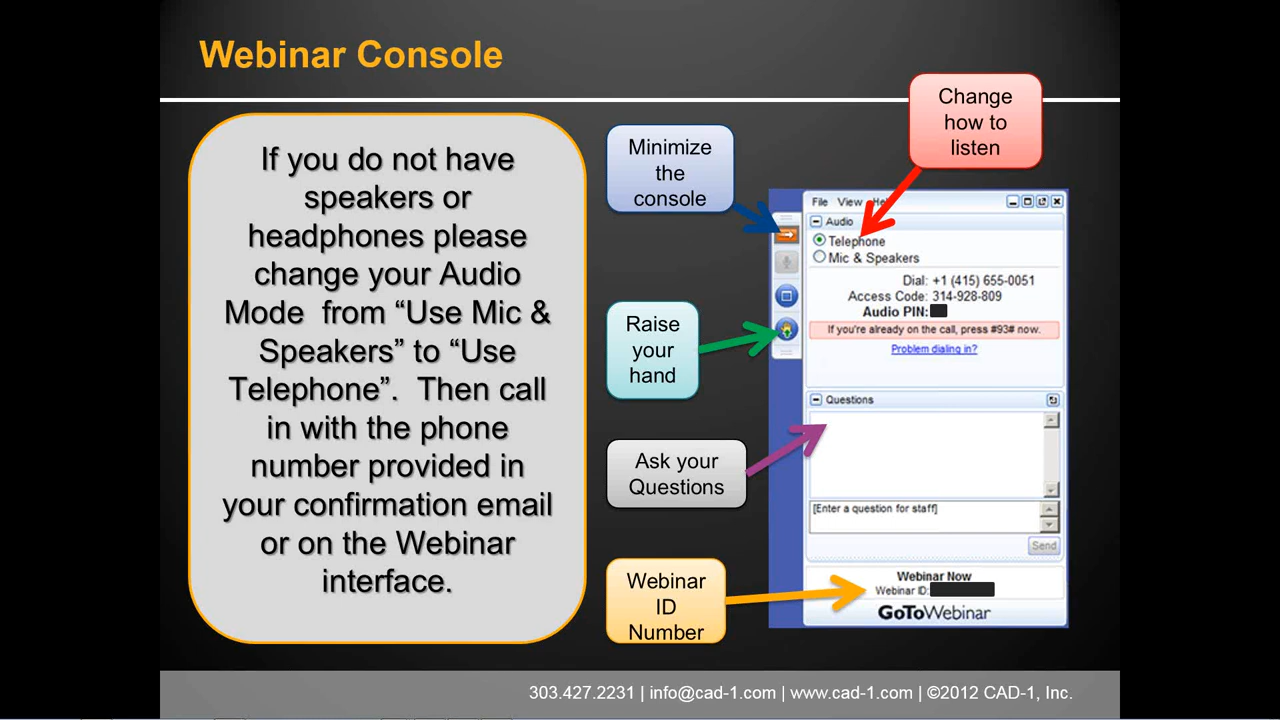 Webinar Console
If you do not have
speakers or
headphones please
change your Audio
Mode from “Use Mic &
Speakers” to “Use
Telephone”. Then call
in with the phone
number provided in
your confirmation email
or on the Webinar
interface.
Minimize
the
console
Change
how to
listen
Raise
your
hand
Ask your
Questions
Webinar
ID
Number
File View
Audio
Telephone
Mic & Speakers
Dial: +1 (415) 655-0051
Access Code: 314-928-809
Audio PIN:
If you're already on the call, press #93# now.
Problem dialing in?
Questions
[Enter a question for staff]
Send
Webinar Now
Webinar ID:
GoToWebinar
303.427.2231 | info@cad-1.com | www.cad-1.com | ©2012 CAD-1, Inc.